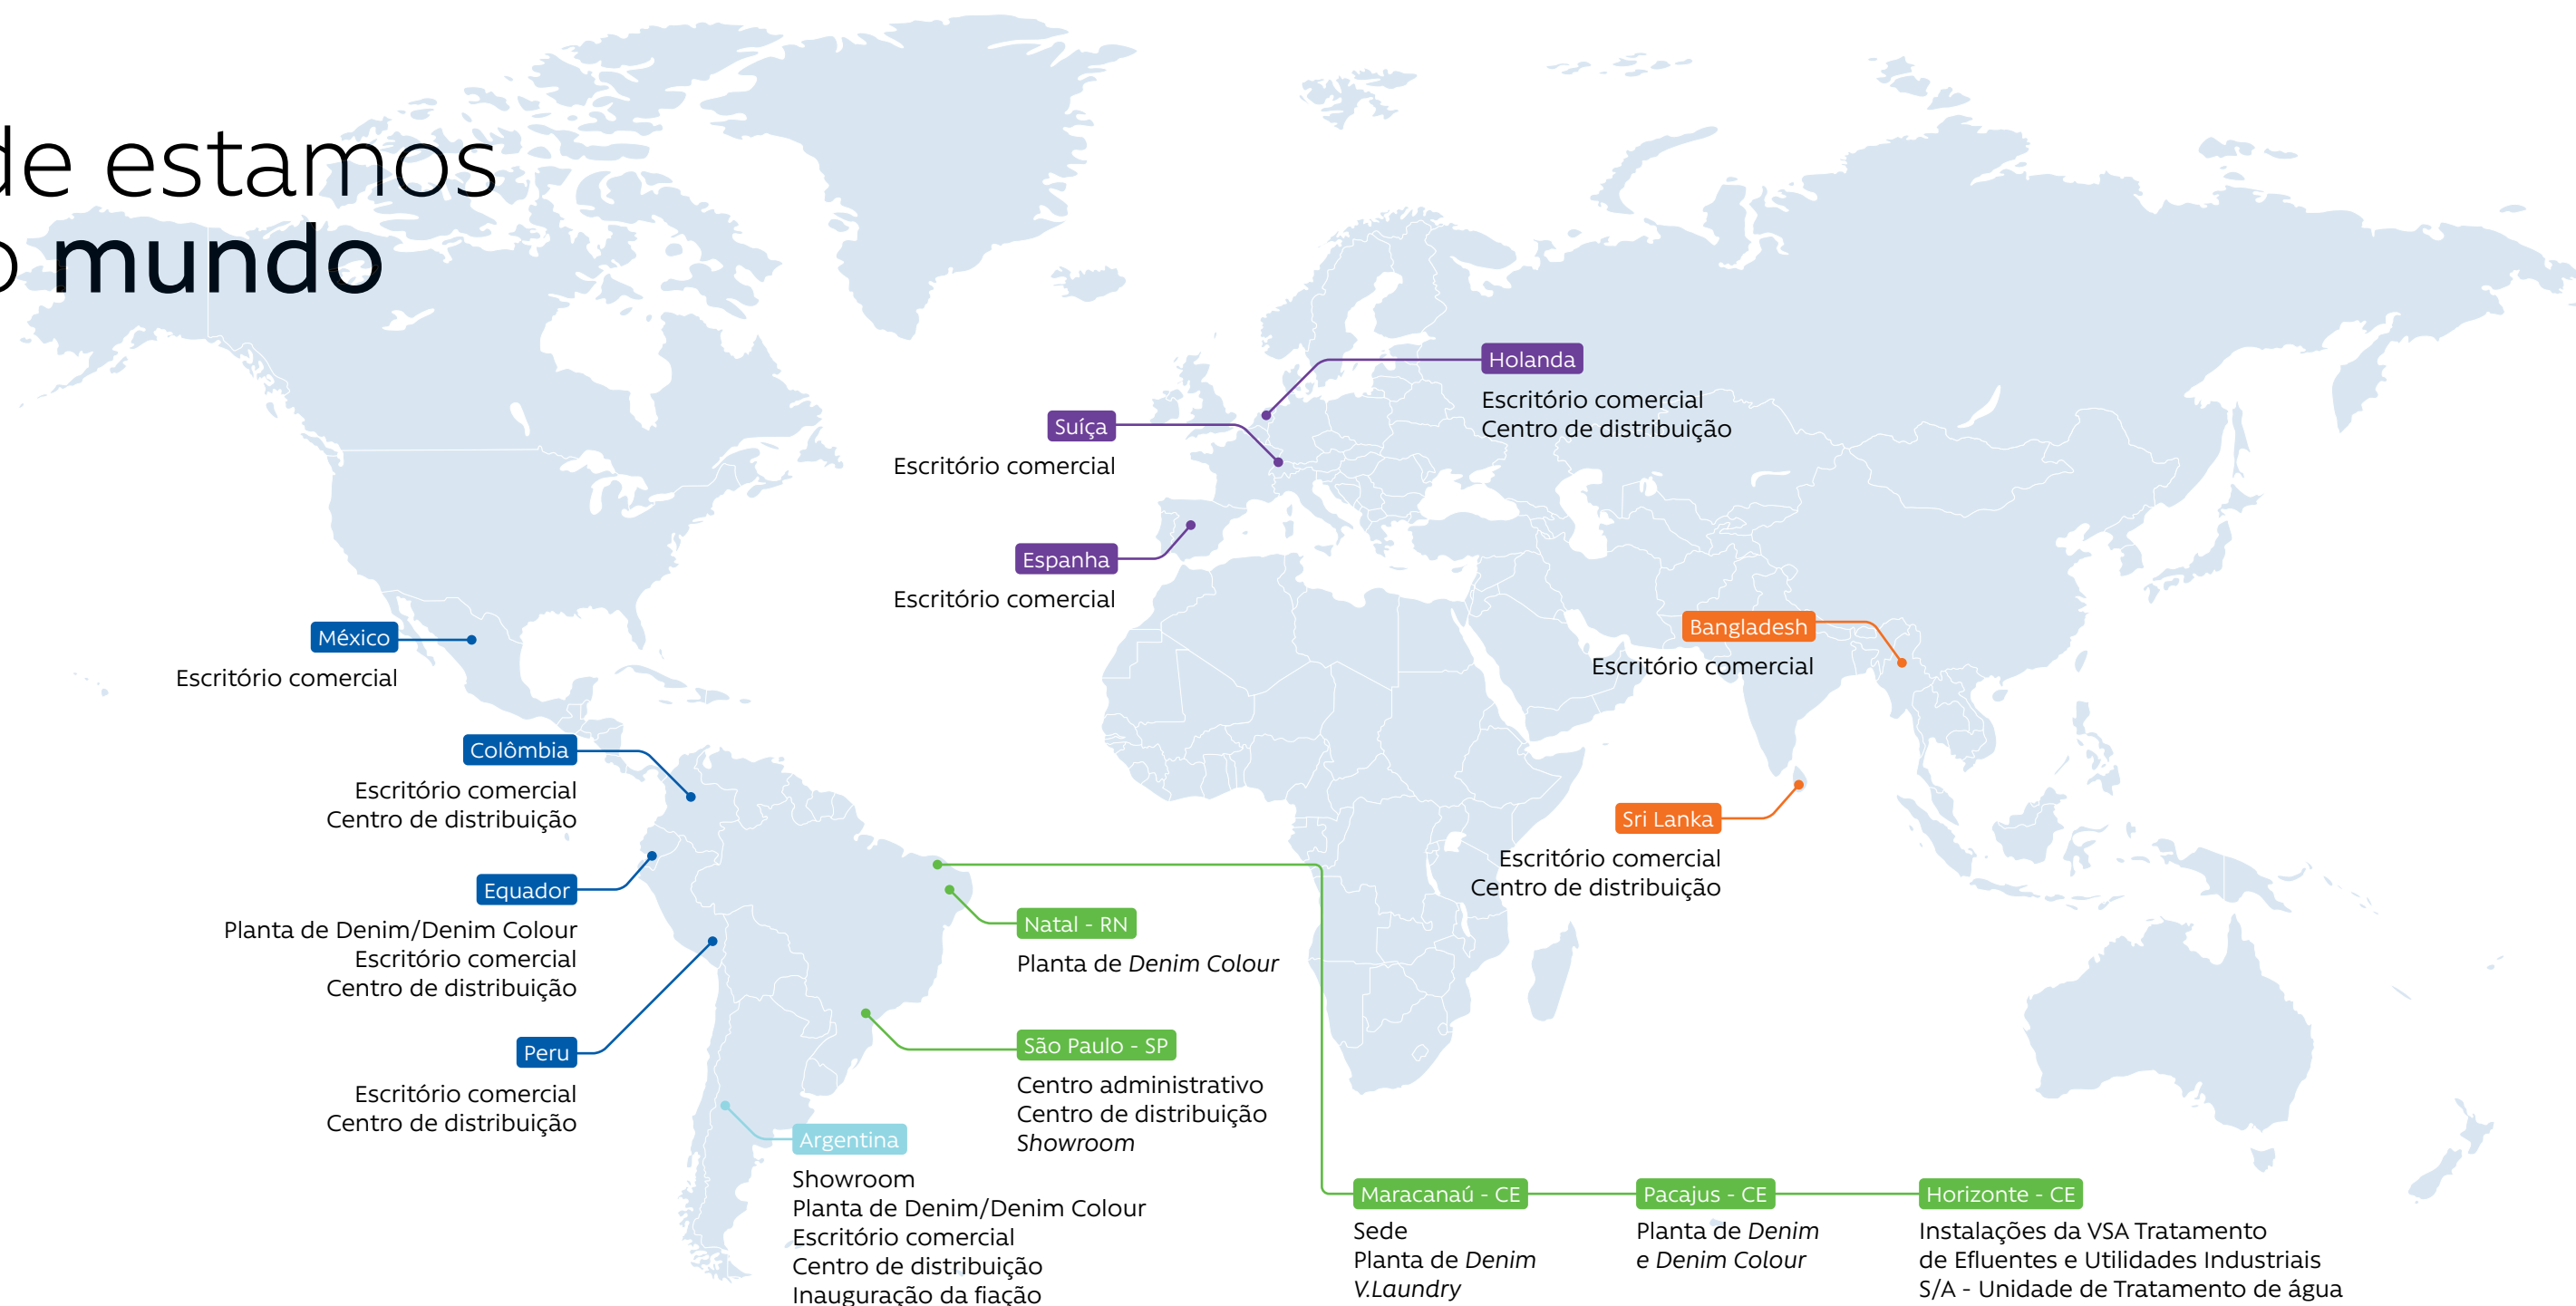 de estamos
o mundo
Holanda
Escritório comercial
Centro de distribuição
Suíça
Escritório comercial
Espanha
Escritório comercial
México
Escritório comercial
Bangladesh
Escritório comercial
Colômbia
Escritório comercial
Centro de distribuição
Sri Lanka
Escritório comercial
Centro de distribuição
Equador
Planta de Denim/Denim Colour
Escritório comercial
Centro de distribuição
Natal - RN
Planta de Denim Colour
Peru
Escritório comercial
Centro de distribuição
São Paulo - SP
Centro administrativo
Centro de distribuição
Showroom
Argentina
Showroom
Planta de Denim/Denim Colour
Escritório comercial
Centro de distribuição
Inauguração da fiação
Maracanaú - CE
Sede
Planta de Denim
V.Laundry
Pacajus - CE
Planta de Denim
e Denim Colour
Horizonte - CE
Instalações da VSA Tratamento
de Efluentes e Utilidades Industriais
S/A - Unidade de Tratamento de água